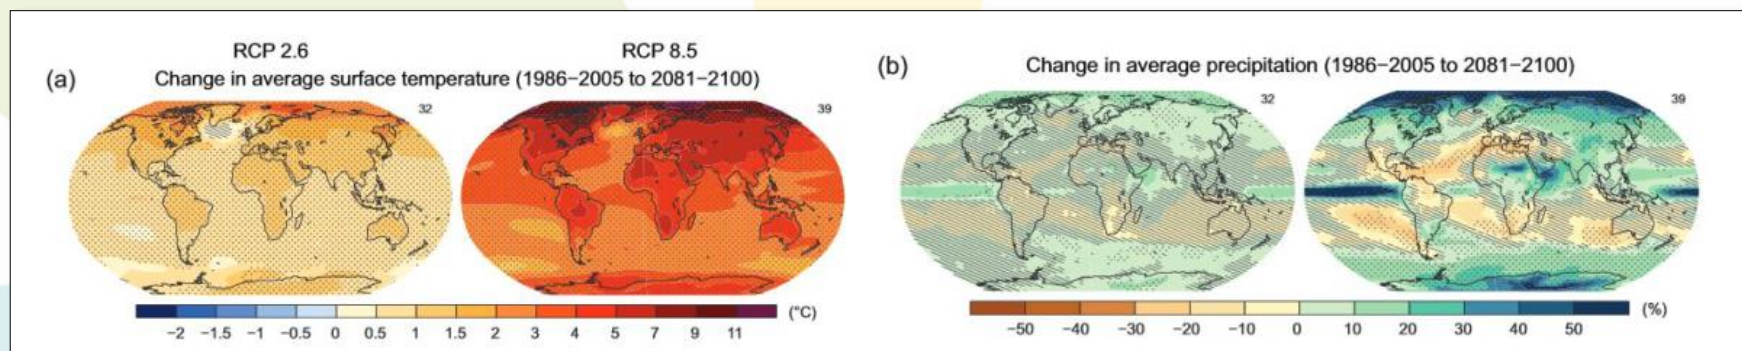 RCP 2.6
RCP 8.5
(a)
Change in average surface temperature (1986−2005 to 2081−2100)
32
39
−2 −1.5 −1 −0.5 0 0.5 1 1.5 2 3 4 5 7 9 11 (°C)
(b)
Change in average precipitation (1986−2005 to 2081−2100)
32
39
−50 −40 −30 −20 −10 0 10 20 30 40 50 (%)